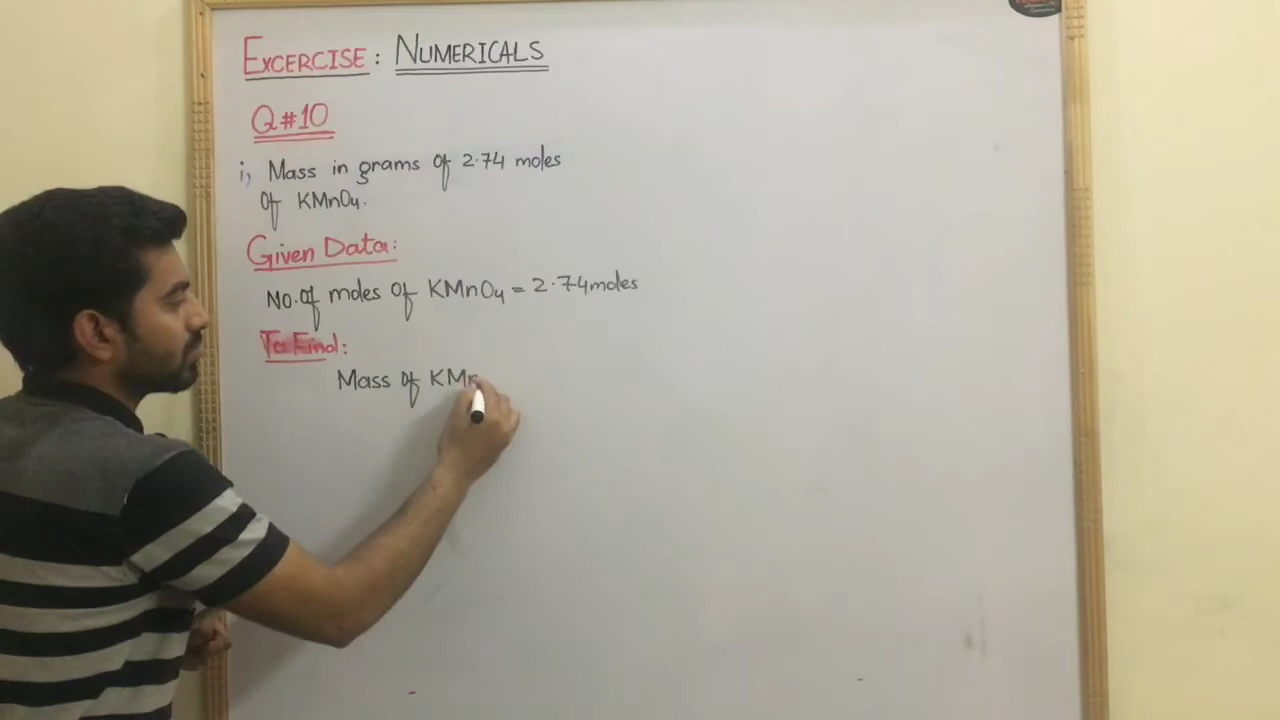 EXCERCISE: NUMERICALS
Q#10
i, Mass in grams of 2.74 moles
of KMnO4.
Given Data:
No. of moles of KMnO4 = 2.74 moles
To Find:
Mass of KMn